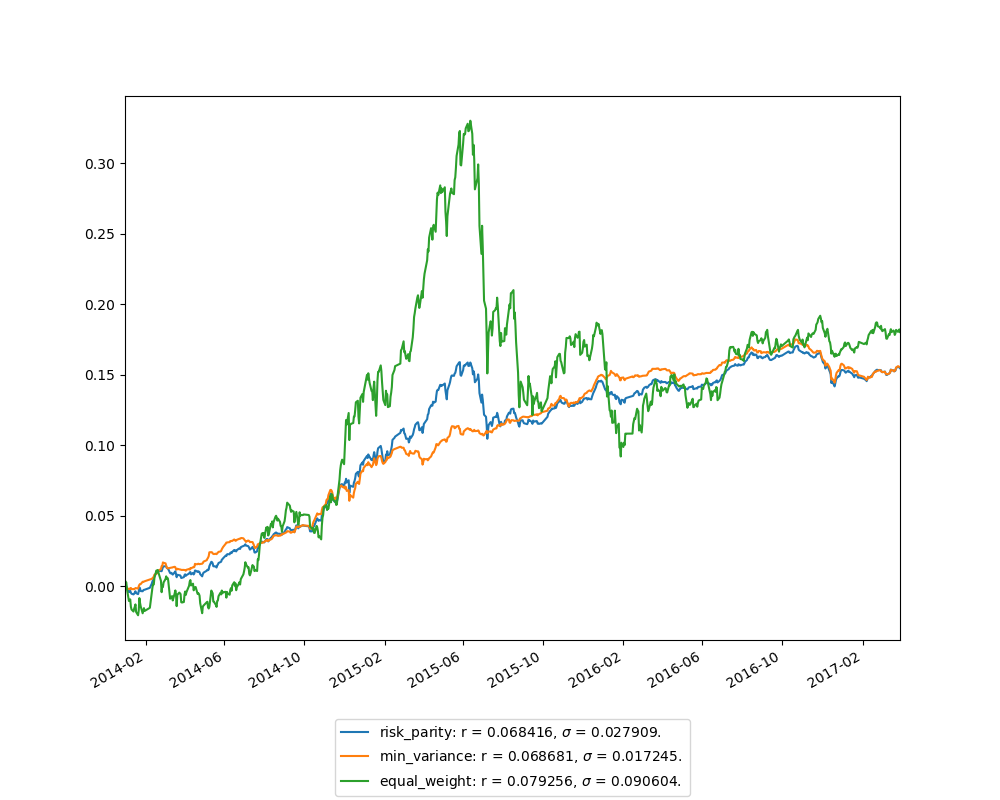 0.30
0.25
0.20
0.15
0.10
0.05
0.00
2014-02 2014-06 2014-10 2015-02 2015-06 2015-10 2016-02 2016-06 2016-10 2017-02
risk_parity: r = 0.068416, σ = 0.027909.
min_variance: r = 0.068681, σ = 0.017245.
equal_weight: r = 0.079256, σ = 0.090604.